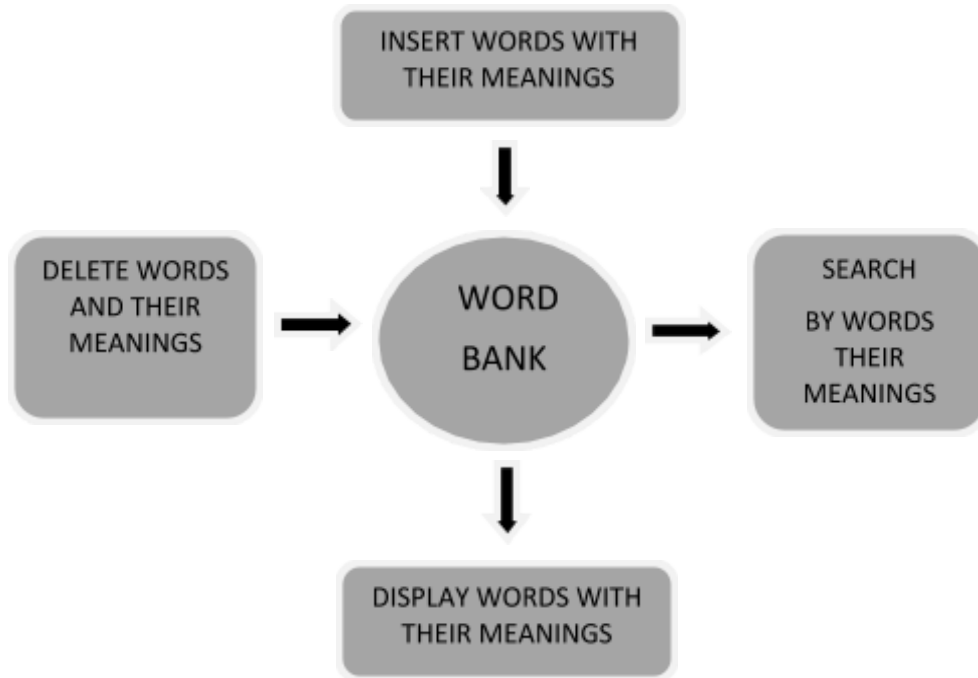 INSERT WORDS WITH
THEIR MEANINGS
DELETE WORDS
AND THEIR
MEANINGS
WORD
BANK
SEARCH
BY WORDS
THEIR
MEANINGS
DISPLAY WORDS WITH
THEIR MEANINGS